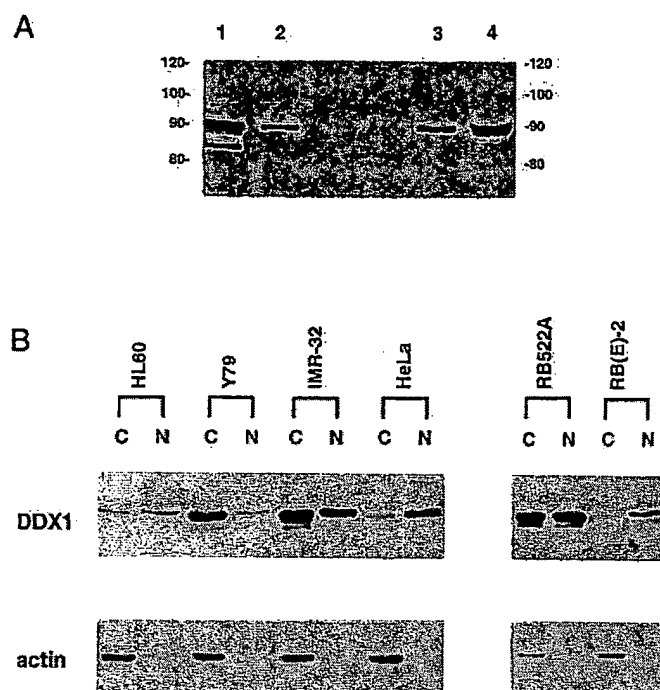 A
1 2 3 4
120- -120
100- -100
90- -90
80- -80
B
HL60 Y79 IMR-32 HeLa RB522A RB(E)-2
C N C N C N C N C N C N
DDX1
actin